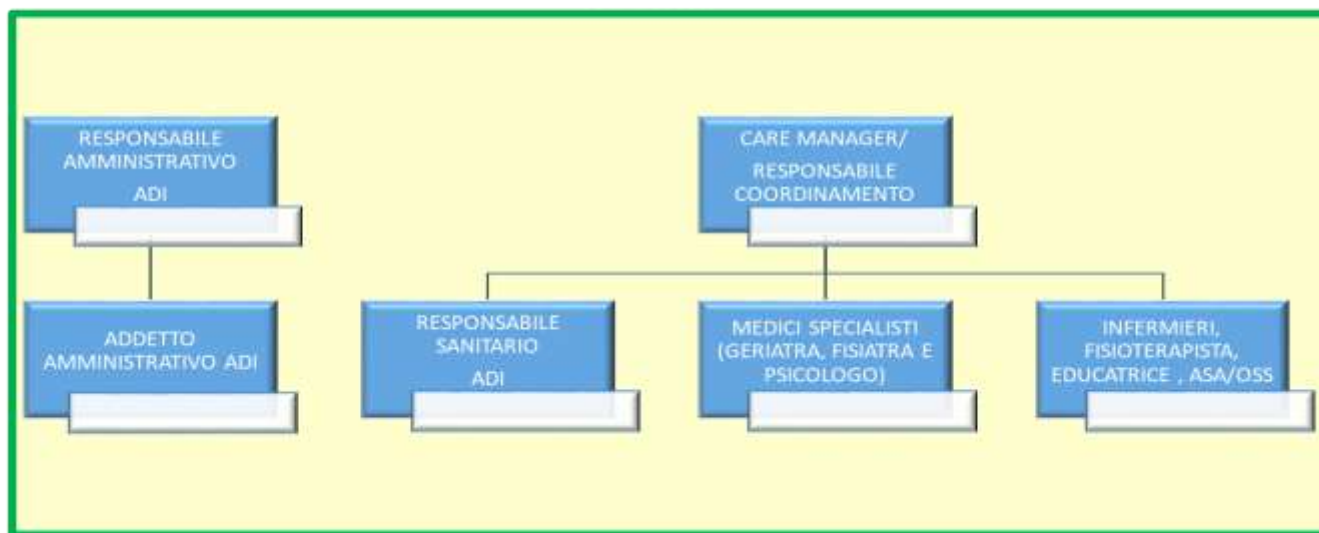 RESPONSABILE
AMMINISTRATIVO
ADI
CARE MANAGER/
RESPONSABILE
COORDINAMENTO
ADDETTO
AMMINISTRATIVO ADI
RESPONSABILE
SANITARIO
ADI
MEDICI SPECIALISTI
(GERIATRA, FISIATRA E
PSICOLOGO)
INFERMIERI,
FISIOTERAPISTA,
EDUCATRICE , ASA/OSS